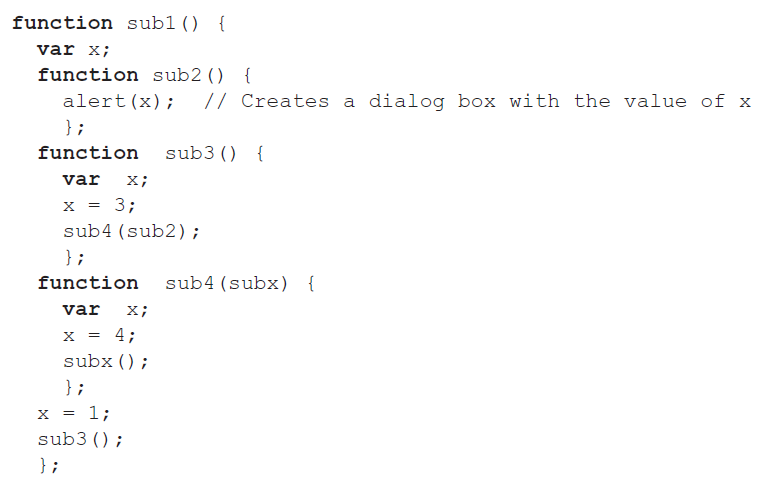 function sub1() {
  var x;
  function sub2() {
    alert(x);  // Creates a dialog box with the value of x
    };
  function  sub3() {
    var  x;
    x = 3;
    sub4(sub2);
    };
  function  sub4(subx) {
    var  x;
    x = 4;
    subx();
    };
  x = 1;
  sub3();
  };